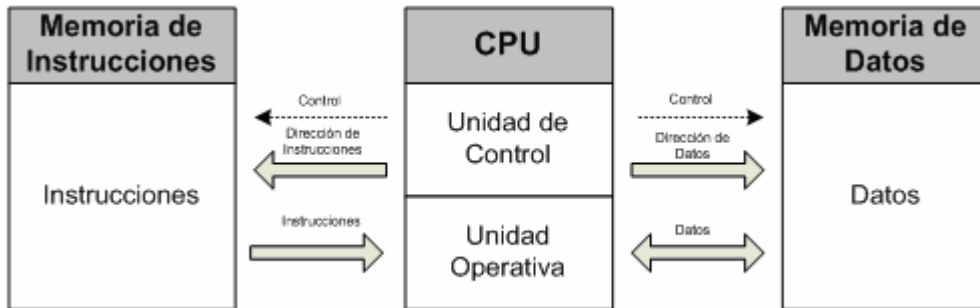 Memoria de
Instrucciones
Instrucciones
Control
Dirección de
Instrucciones
Instrucciones
CPU
Unidad de
Control
Unidad
Operativa
Control
Dirección de
Datos
Datos
Memoria de
Datos
Datos